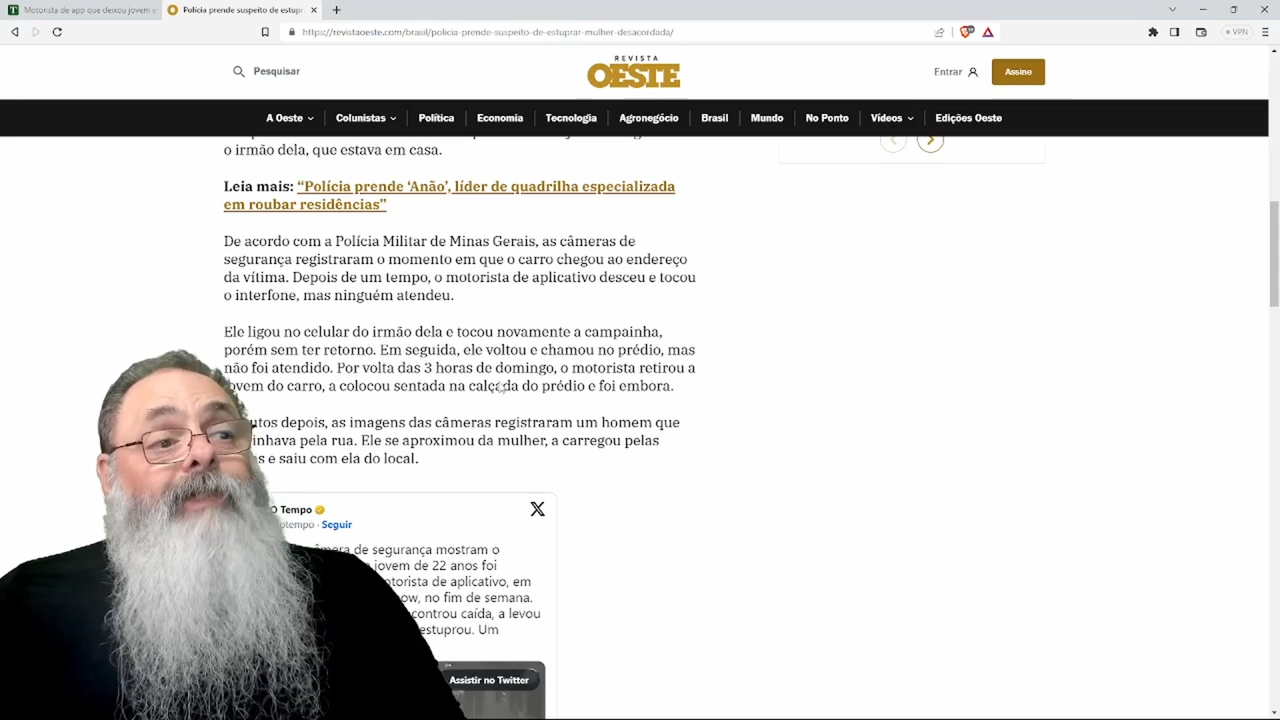 Motorista de app que deixou jovem e
Polícia prende suspeito de estupr
https://revistaoeste.com/brasil/policia-prende-suspeito-de-estuprar-mulher-desacordada/
VPN
Pesquisar
REVISTA
OESTE
Entrar
Assine
A Oeste
Colunistas
Política
Economia
Tecnologia
Agronegócio
Brasil
Mundo
No Ponto
Vídeos
Edições Oeste
o irmão dela, que estava em casa.
Leia mais: “Polícia prende ‘Anão’, líder de quadrilha especializada
em roubar residências”
De acordo com a Polícia Militar de Minas Gerais, as câmeras de
segurança registraram o momento em que o carro chegou ao endereço
da vítima. Depois de um tempo, o motorista de aplicativo desceu e tocou
o interfone, mas ninguém atendeu.
Ele ligou no celular do irmão dela e tocou novamente a campainha,
porém sem ter retorno. Em seguida, ele voltou e chamou no prédio, mas
não foi atendido. Por volta das 3 horas de domingo, o motorista retirou a
jovem do carro, a colocou sentada na calçada do prédio e foi embora.
utos depois, as imagens das câmeras registraram um homem que
inhava pela rua. Ele se aproximou da mulher, a carregou pelas
s e saiu com ela do local.
O Tempo
otempo · Seguir
câmera de segurança mostram o
jovem de 22 anos foi
otorista de aplicativo, em
ow, no fim de semana.
controu caída, a levou
estuprou. Um
Assistir no Twitter